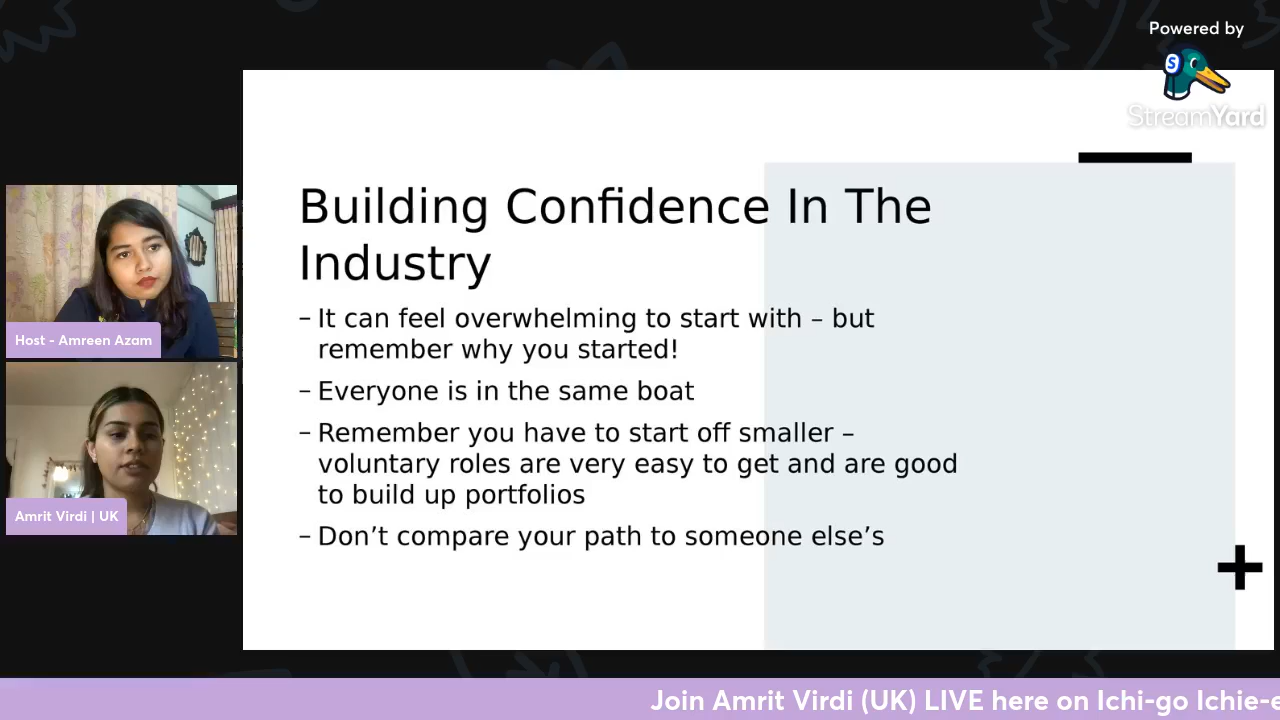 Powered by
StreamYard
Building Confidence In The
Industry
– It can feel overwhelming to start with – but
remember why you started!
– Everyone is in the same boat
– Remember you have to start off smaller –
voluntary roles are very easy to get and are good
to build up portfolios
– Don’t compare your path to someone else’s
Host - Amreen Azam
Amrit Virdi | UK
Join Amrit Virdi (UK) LIVE here on Ichi-go Ichie-e